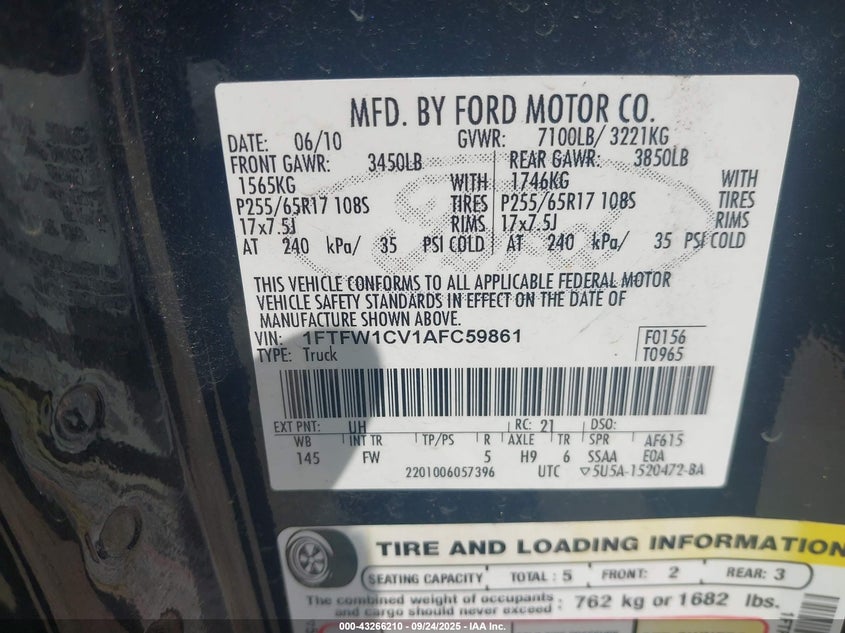 MFD. BY FORD MOTOR CO.
DATE: 06/10 GVWR: 7100LB/ 3221KG
FRONT GAWR: 3450LB REAR GAWR: 3850LB
1565KG WITH 1746KG WITH
P255/65R17 108S TIRES P255/65R17 108S TIRES
17x7.5J RIMS 17x7.5J RIMS
AT 240 kPa/ 35 PSI COLD AT 240 kPa/ 35 PSI COLD
THIS VEHICLE CONFORMS TO ALL APPLICABLE FEDERAL MOTOR
VEHICLE SAFETY STANDARDS IN EFFECT ON THE DATE OF
MANUFACTURE SHOWN ABOVE.
VIN: 1FTFW1CV1AFC59861 F0156
TYPE: Truck T0965
EXT PNT: UH RC: 21 DSO:
WB INT TR TP/PS R AXLE TR SPR AF615
145 FW 5 H9 6 SSAA E0A
2201006057396 UTC ▽5U5A-1520472-BA
TIRE AND LOADING INFORMATION
SEATING CAPACITY TOTAL : 5 FRONT: 2 REAR: 3
The combined weight of occupants
and cargo should never exceed : 762 kg or 1682 lbs.
000-43266210 - 09/24/2025 - IAA Inc.